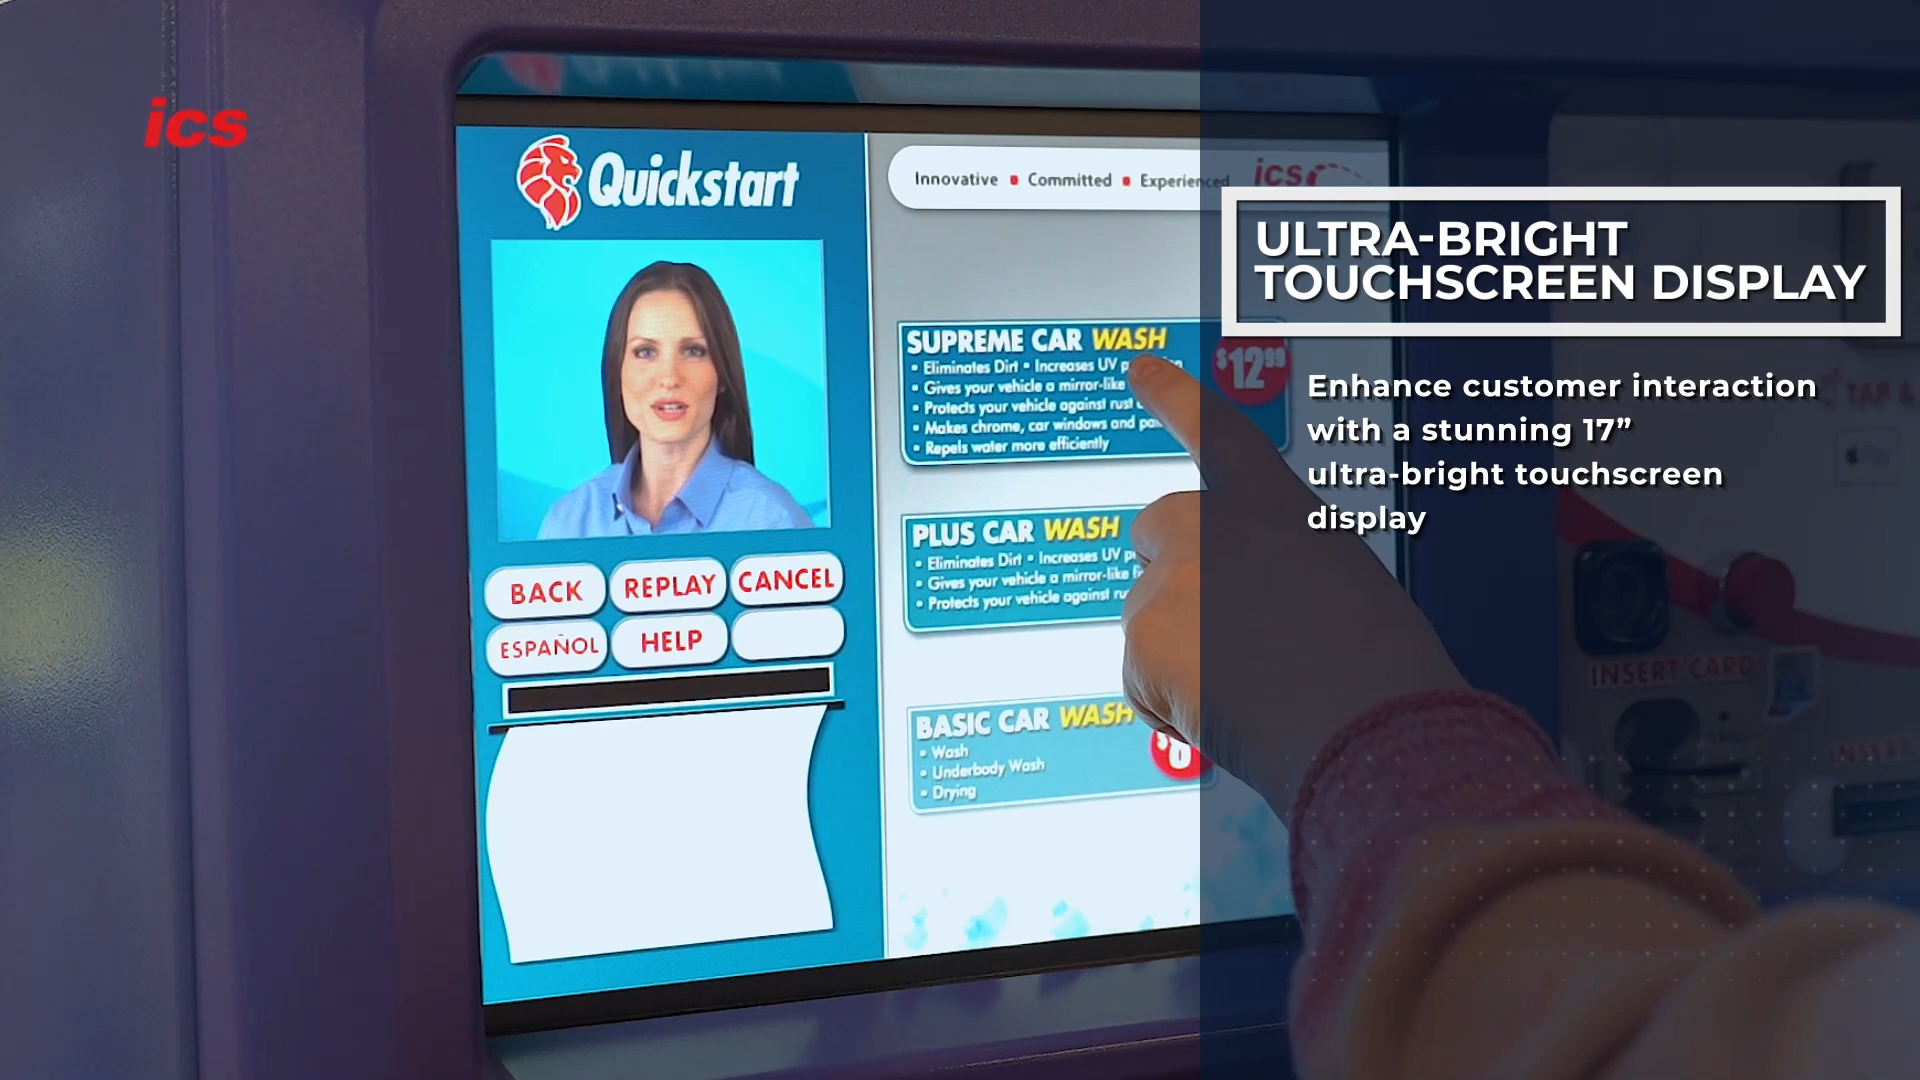 ics
Quickstart
Innovative ▪ Committed ▪ Experienced
ics
ULTRA-BRIGHT
TOUCHSCREEN DISPLAY
Enhance customer interaction
with a stunning 17”
ultra-bright touchscreen
display
SUPREME CAR WASH
$12⁹⁹
• Eliminates Dirt • Increases UV
• Gives your vehicle a mirror-like
• Protects your vehicle against rust
• Makes chrome, car windows and
• Repels water more efficiently
PLUS CAR WASH
• Eliminates Dirt • Increases UV
• Gives your vehicle a mirror-like
• Protects your vehicle against
BASIC CAR WASH
• Wash
• Underbody Wash
• Drying
BACK
REPLAY
CANCEL
ESPAÑOL
HELP
TAP &
Pay
INSERT CARD
INSERT